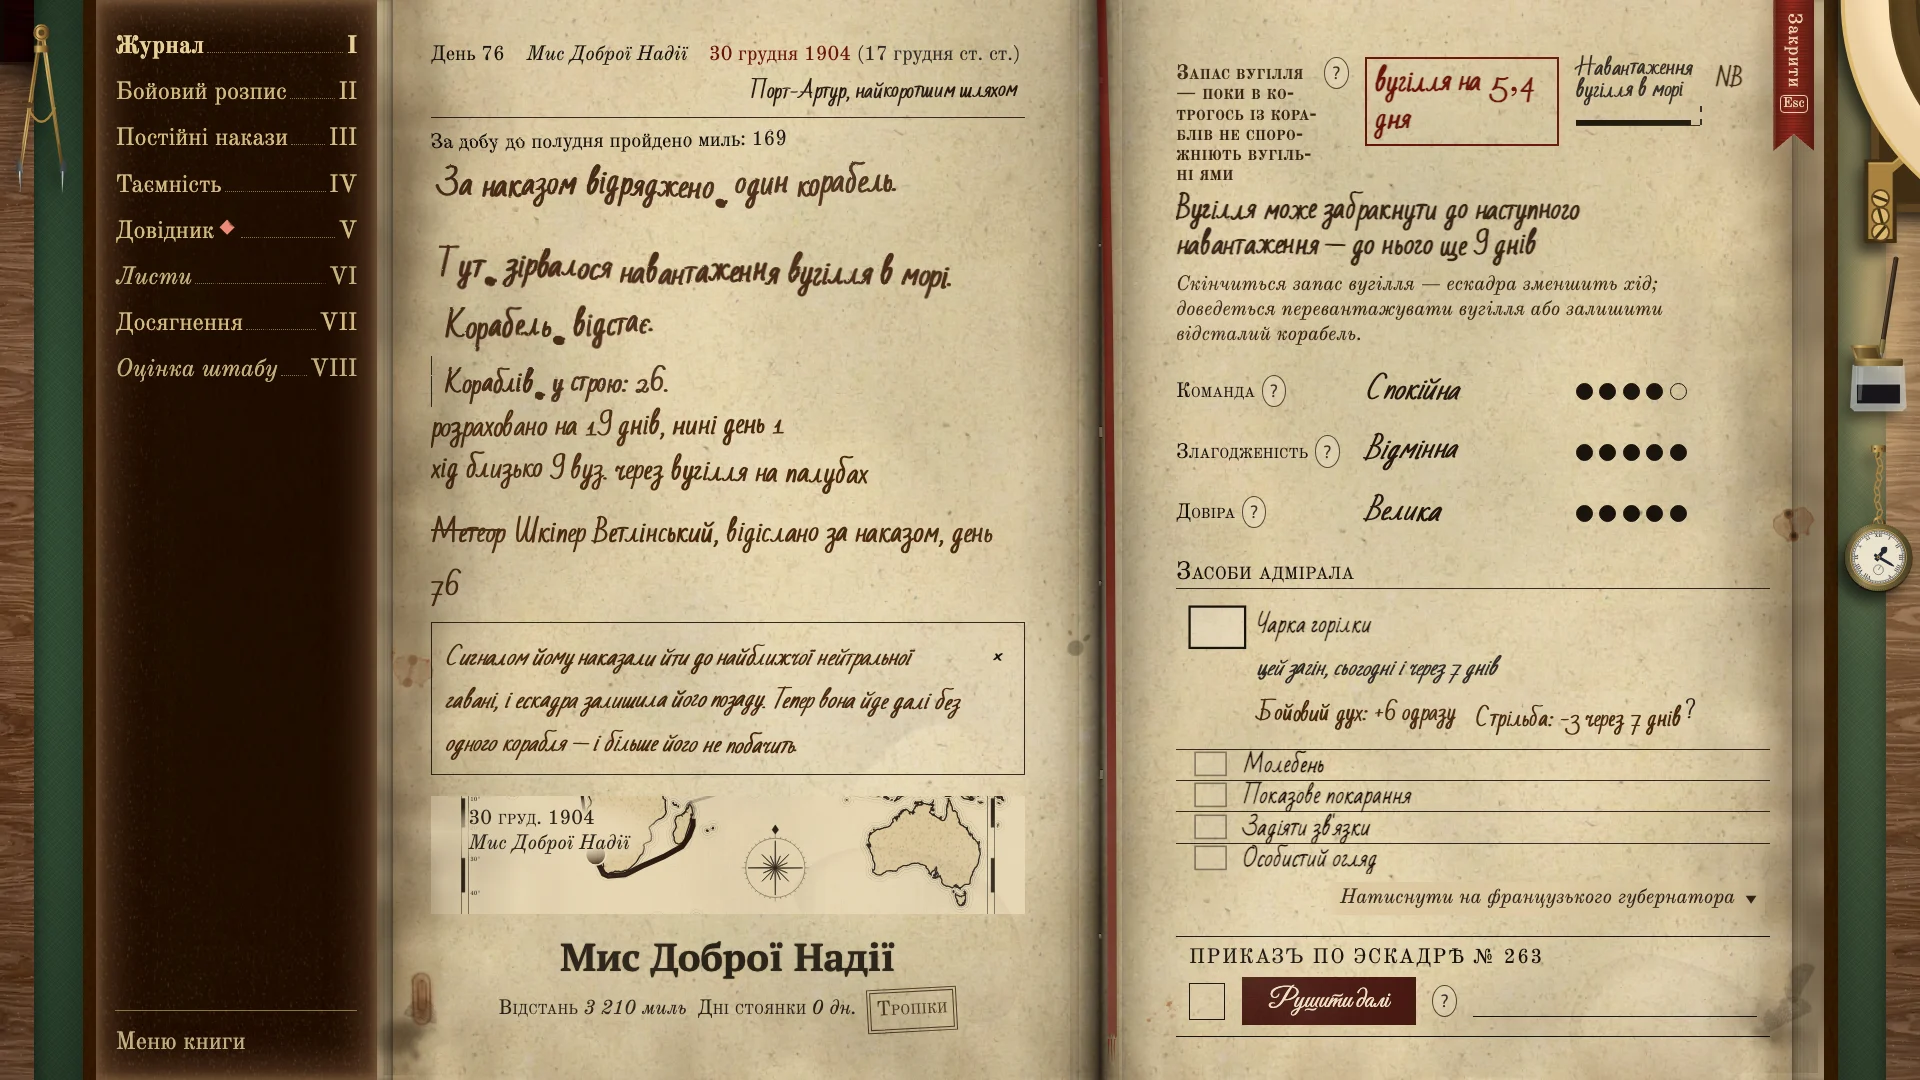 Журнал I
Бойовий розпис II
Постійні накази III
Таємність IV
Довідник V
Листи VI
Досягнення VII
Оцінка штабу VIII
Меню книги
День 76 Мис Доброї Надії 30 грудня 1904 (17 грудня ст. ст.)
Порт-Артур, найкоротшим шляхом
За добу до полудня пройдено миль: 169
За наказом відряджено. один корабель.
Тут. зірвалося навантаження вугілля в морі.
Корабель. відстає.
Кораблів. у строю: 26.
розраховано на 19 днів, нині день 1
хід близько 9 вуз. через вугілля на палубах
Метеор Шкіпер Ветлінський, відіслано за наказом, день
76
Сигналом йому наказали йти до найближчої нейтральної
гавані, і ескадра залишила його позаду. Тепер вона йде далі без
одного корабля — і більше його не побачить.
×
30 груд. 1904
Мис Доброї Надії
30°
40°
Мис Доброї Надії
Відстань 3 210 миль Дні стоянки 0 дн. Тропіки
Запас вугілля
— поки в ко-
трогось із кора-
блів не споро-
жніють вугіль-
ні ями
?
вугілля на 5,4
дня
Навантаження
вугілля в морі
NB
Вугілля може забракнути до наступного
навантаження — до нього ще 9 днів
Скінчиться запас вугілля — ескадра зменшить хід;
доведеться перевантажувати вугілля або залишити
відсталий корабель.
Команда ? Спокійна
Злагодженість ? Відмінна
Довіра ? Велика
Засоби адмірала
Чарка горілки
цей загін, сьогодні і через 7 днів
Бойовий дух: +6 одразу Стрільба: -3 через 7 днів ?
Молебень
Показове покарання
Задіяти зв'язки
Особистий огляд
Натиснути на французького губернатора ▼
ПРИКАЗЪ ПО ЭСКАДРѢ № 263
Рушити далі ?
Закрити
Esc